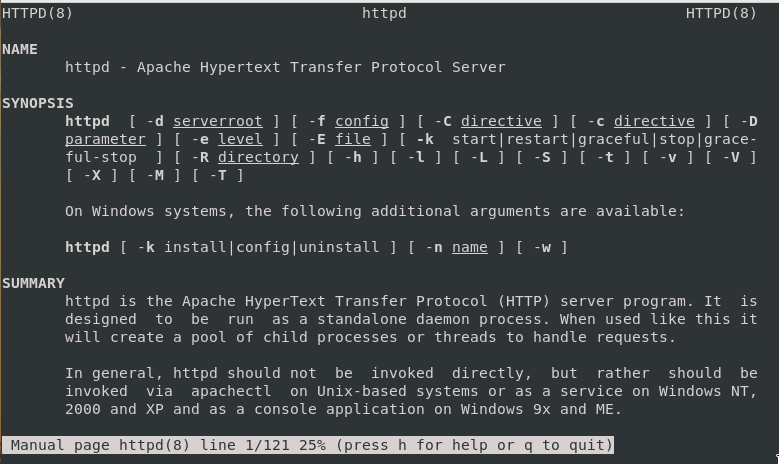 HTTPD(8) httpd HTTPD(8)
NAME
httpd - Apache Hypertext Transfer Protocol Server
SYNOPSIS
httpd [ -d serverroot ] [ -f config ] [ -C directive ] [ -c directive ] [ -D
parameter ] [ -e level ] [ -E file ] [ -k start|restart|graceful|stop|grace-
ful-stop ] [ -R directory ] [ -h ] [ -l ] [ -L ] [ -S ] [ -t ] [ -v ] [ -V ]
[ -X ] [ -M ] [ -T ]
On Windows systems, the following additional arguments are available:
httpd [ -k install|config|uninstall ] [ -n name ] [ -w ]
SUMMARY
httpd is the Apache HyperText Transfer Protocol (HTTP) server program. It is
designed to be run as a standalone daemon process. When used like this it
will create a pool of child processes or threads to handle requests.
In general, httpd should not be invoked directly, but rather should be
invoked via apachectl on Unix-based systems or as a service on Windows NT,
2000 and XP and as a console application on Windows 9x and ME.
Manual page httpd(8) line 1/121 25% (press h for help or q to quit)